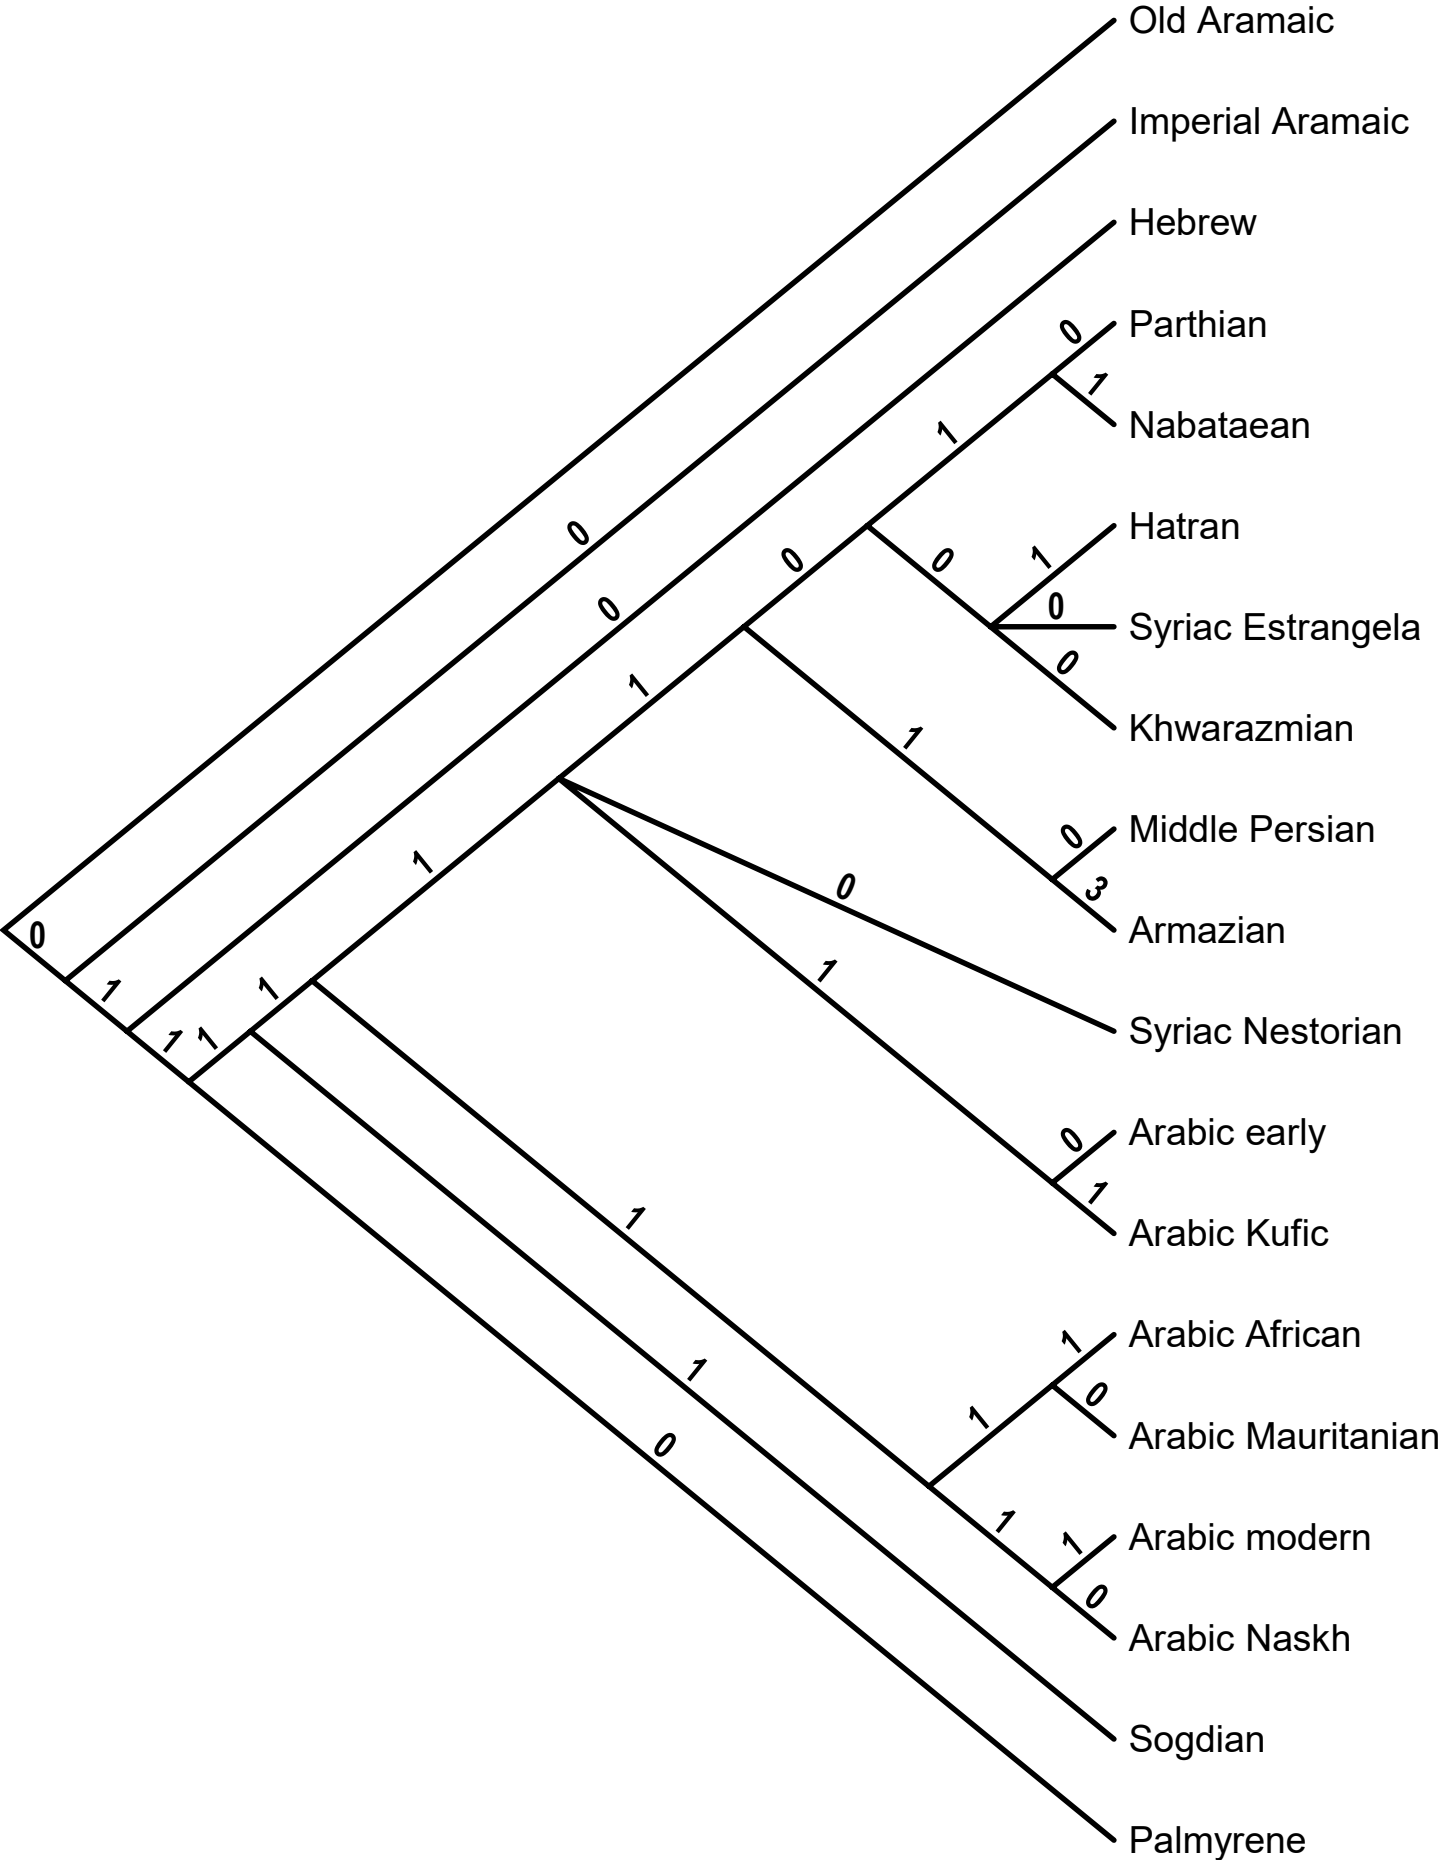 Old Aramaic
Imperial Aramaic
Hebrew
0 Parthian
1 Nabataean
1
1 Hatran
0
0
0
0 Syriac Estrangela
0
0
1
Khwarazmian
1
0 Middle Persian
1
0
3
Armazian
0
1
1
1
Syriac Nestorian
1
1
0 Arabic early
1
Arabic Kufic
1
1 Arabic African
1
0
1
Arabic Mauritanian
0
1
1 Arabic modern
0
Arabic Naskh
Sogdian
Palmyrene